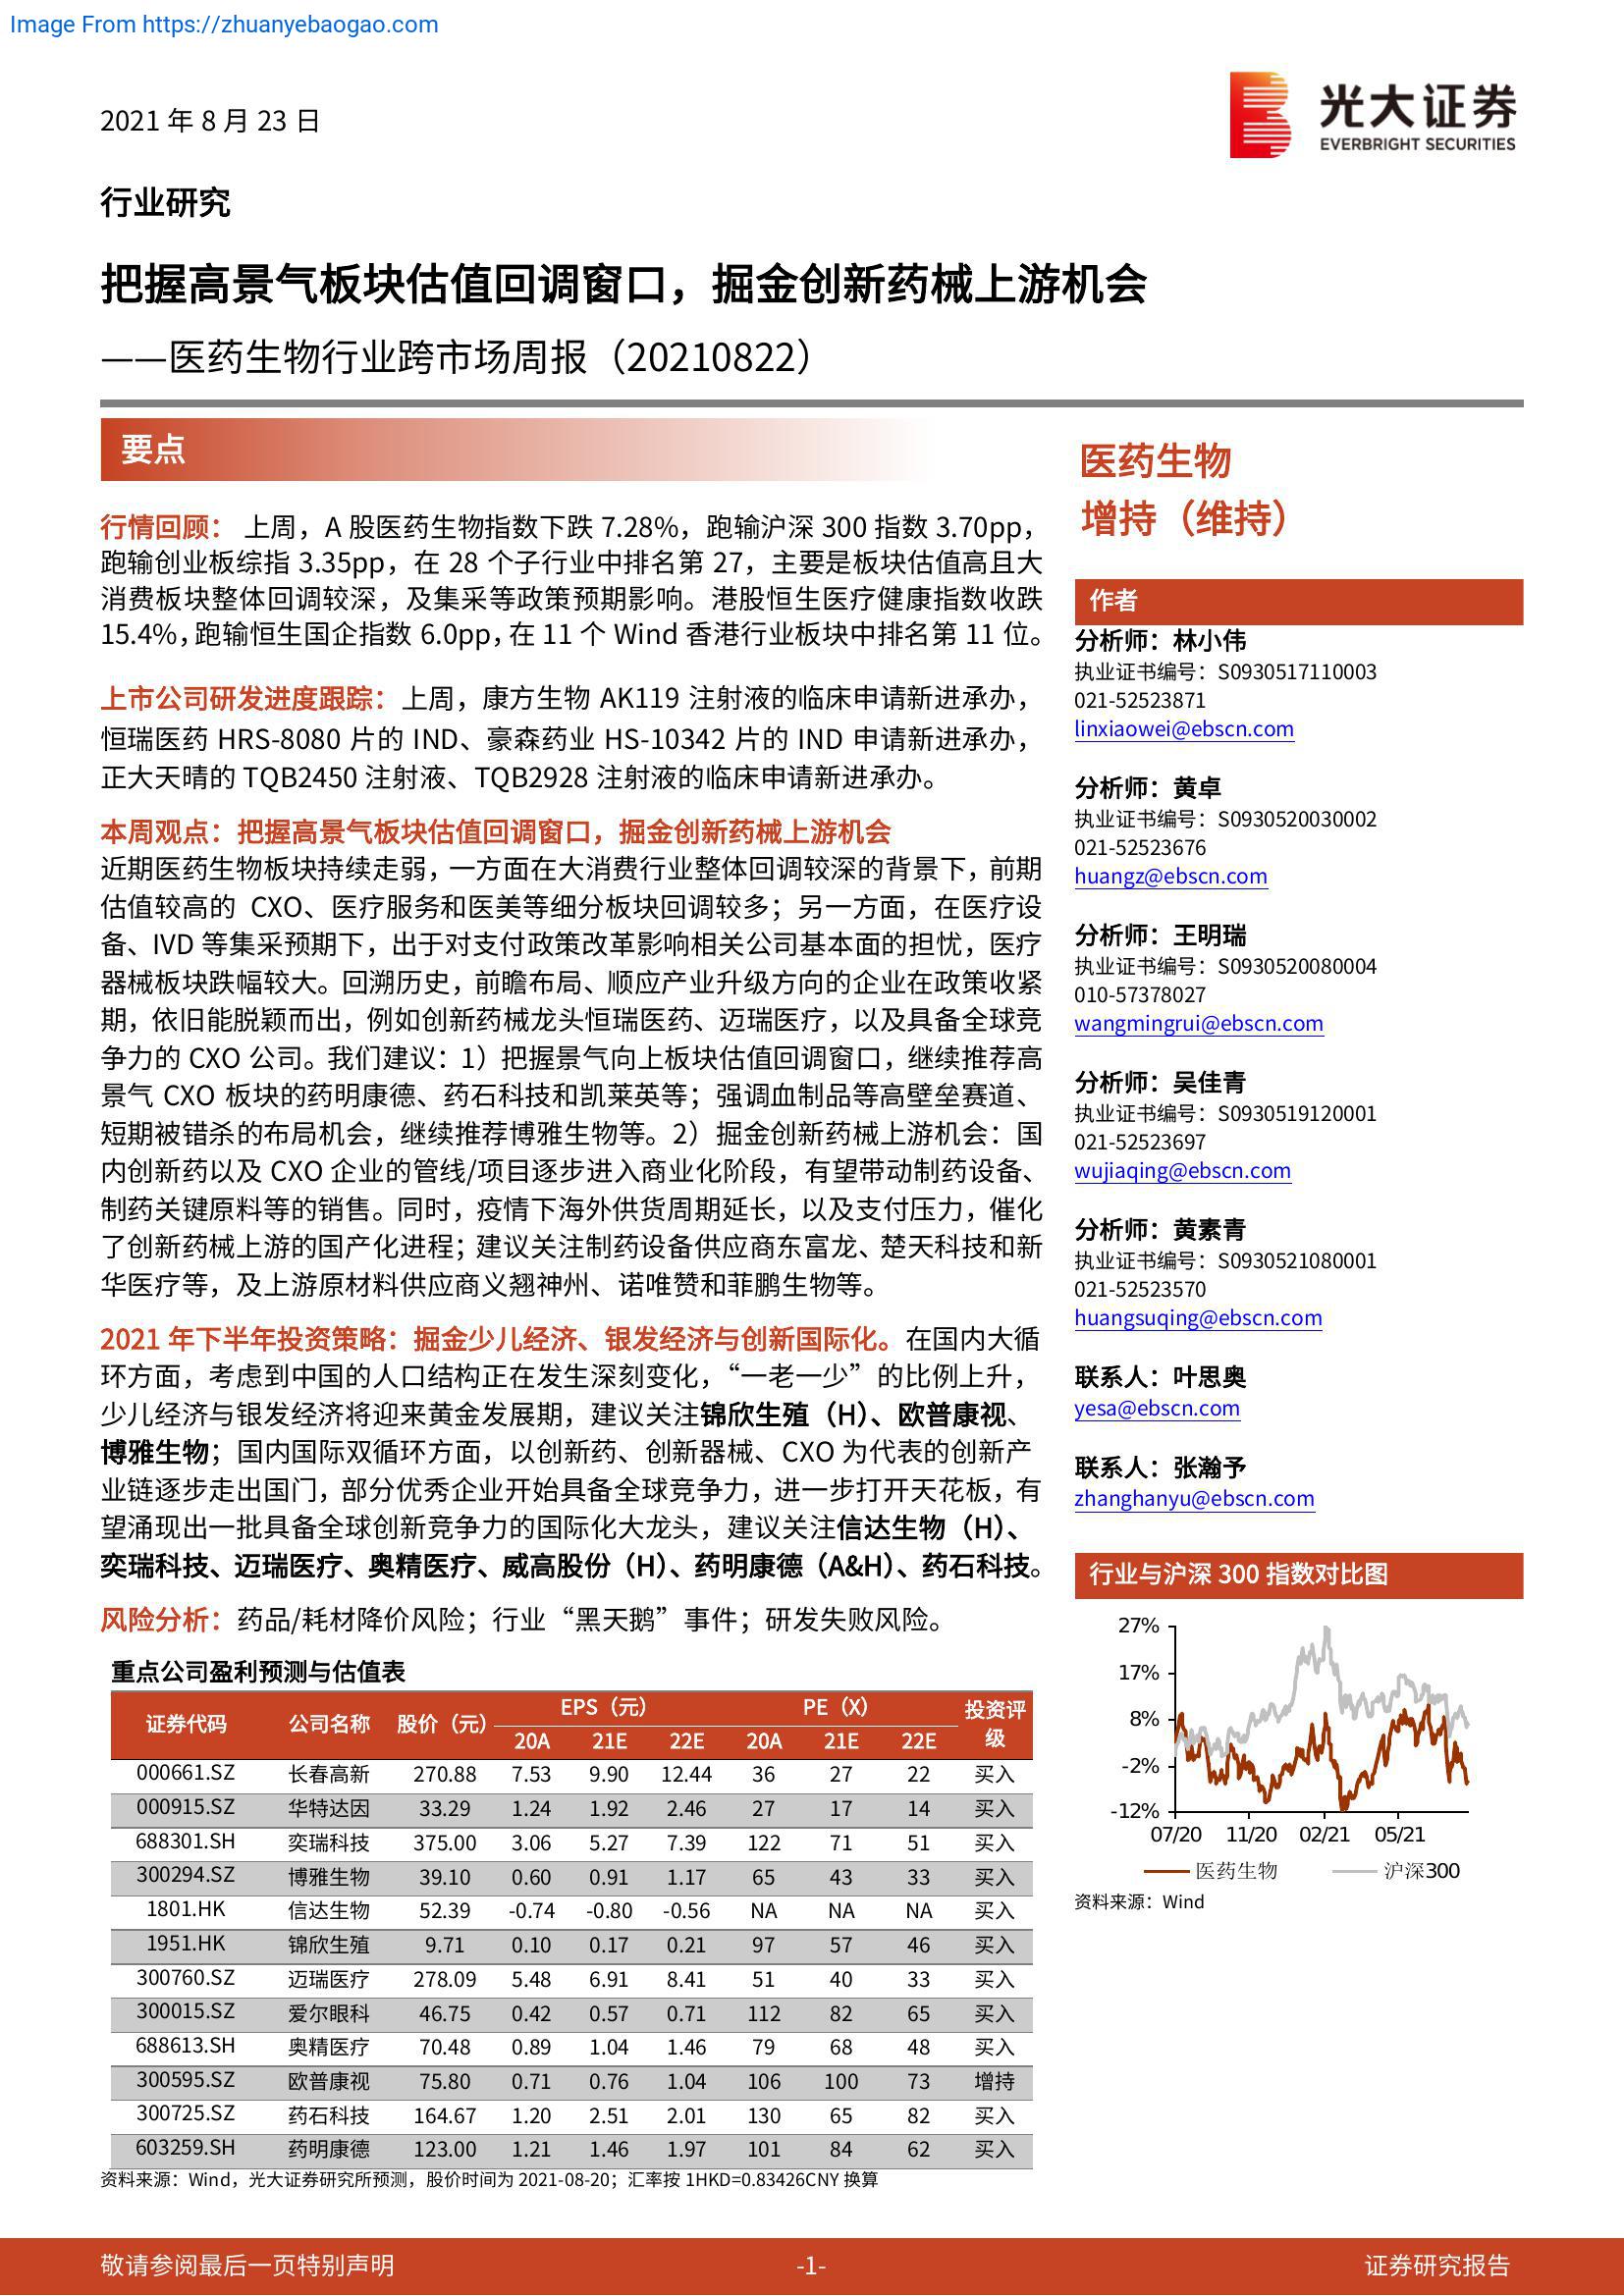 Image From https://zhuanyebaogao.com
2021 年 8 月 23 日
光大证券
EVERBRIGHT SECURITIES
行业研究
把握高景气板块估值回调窗口，掘金创新药械上游机会
——医药生物行业跨市场周报（20210822）
要点
行情回顾： 上周，A 股医药生物指数下跌 7.28%，跑输沪深 300 指数 3.70pp，
跑输创业板综指 3.35pp，在 28 个子行业中排名第 27，主要是板块估值高且大
消费板块整体回调较深，及集采等政策预期影响。港股恒生医疗健康指数收跌
15.4%，跑输恒生国企指数 6.0pp，在 11 个 Wind 香港行业板块中排名第 11 位。
上市公司研发进度跟踪：上周，康方生物 AK119 注射液的临床申请新进承办，
恒瑞医药 HRS-8080 片的 IND、豪森药业 HS-10342 片的 IND 申请新进承办，
正大天晴的 TQB2450 注射液、TQB2928 注射液的临床申请新进承办。
本周观点：把握高景气板块估值回调窗口，掘金创新药械上游机会
近期医药生物板块持续走弱，一方面在大消费行业整体回调较深的背景下，前期
估值较高的 CXO、医疗服务和医美等细分板块回调较多；另一方面，在医疗设
备、IVD 等集采预期下，出于对支付政策改革影响相关公司基本面的担忧，医疗
器械板块跌幅较大。回溯历史，前瞻布局、顺应产业升级方向的企业在政策收紧
期，依旧能脱颖而出，例如创新药械龙头恒瑞医药、迈瑞医疗，以及具备全球竞
争力的 CXO 公司。我们建议：1）把握景气向上板块估值回调窗口，继续推荐高
景气 CXO 板块的药明康德、药石科技和凯莱英等；强调血制品等高壁垒赛道、
短期被错杀的布局机会，继续推荐博雅生物等。2）掘金创新药械上游机会：国
内创新药以及 CXO 企业的管线/项目逐步进入商业化阶段，有望带动制药设备、
制药关键原料等的销售。同时，疫情下海外供货周期延长，以及支付压力，催化
了创新药械上游的国产化进程；建议关注制药设备供应商东富龙、楚天科技和新
华医疗等，及上游原材料供应商义翘神州、诺唯赞和菲鹏生物等。
2021 年下半年投资策略：掘金少儿经济、银发经济与创新国际化。在国内大循
环方面，考虑到中国的人口结构正在发生深刻变化，“一老一少”的比例上升，
少儿经济与银发经济将迎来黄金发展期，建议关注锦欣生殖（H）、欧普康视、
博雅生物；国内国际双循环方面，以创新药、创新器械、CXO 为代表的创新产
业链逐步走出国门，部分优秀企业开始具备全球竞争力，进一步打开天花板，有
望涌现出一批具备全球创新竞争力的国际化大龙头，建议关注信达生物（H）、
奕瑞科技、迈瑞医疗、奥精医疗、威高股份（H）、药明康德（A&H）、药石科技。
风险分析：药品/耗材降价风险；行业“黑天鹅”事件；研发失败风险。
重点公司盈利预测与估值表
证券代码 公司名称 股价（元） EPS（元） PE（X） 投资评级
20A 21E 22E 20A 21E 22E
000661.SZ 长春高新 270.88 7.53 9.90 12.44 36 27 22 买入
000915.SZ 华特达因 33.29 1.24 1.92 2.46 27 17 14 买入
688301.SH 奕瑞科技 375.00 3.06 5.27 7.39 122 71 51 买入
300294.SZ 博雅生物 39.10 0.60 0.91 1.17 65 43 33 买入
1801.HK 信达生物 52.39 -0.74 -0.80 -0.56 NA NA NA 买入
1951.HK 锦欣生殖 9.71 0.10 0.17 0.21 97 57 46 买入
300760.SZ 迈瑞医疗 278.09 5.48 6.91 8.41 51 40 33 买入
300015.SZ 爱尔眼科 46.75 0.42 0.57 0.71 112 82 65 买入
688613.SH 奥精医疗 70.48 0.89 1.04 1.46 79 68 48 买入
300595.SZ 欧普康视 75.80 0.71 0.76 1.04 106 100 73 增持
300725.SZ 药石科技 164.67 1.20 2.51 2.01 130 65 82 买入
603259.SH 药明康德 123.00 1.21 1.46 1.97 101 84 62 买入
资料来源：Wind，光大证券研究所预测，股价时间为 2021-08-20；汇率按 1HKD=0.83426CNY 换算
医药生物
增持（维持）
作者
分析师：林小伟
执业证书编号：S0930517110003
021-52523871
linxiaowei@ebscn.com
分析师：黄卓
执业证书编号：S0930520030002
021-52523676
huangz@ebscn.com
分析师：王明瑞
执业证书编号：S0930520080004
010-57378027
wangmingrui@ebscn.com
分析师：吴佳青
执业证书编号：S0930519120001
021-52523697
wujiaqing@ebscn.com
分析师：黄素青
执业证书编号：S0930521080001
021-52523570
huangsuqing@ebscn.com
联系人：叶思奥
yesa@ebscn.com
联系人：张瀚予
zhanghanyu@ebscn.com
行业与沪深 300 指数对比图
27%
17%
8%
-2%
-12%
07/20 11/20 02/21 05/21
医药生物 沪深300
资料来源：Wind
敬请参阅最后一页特别声明 -1- 证券研究报告